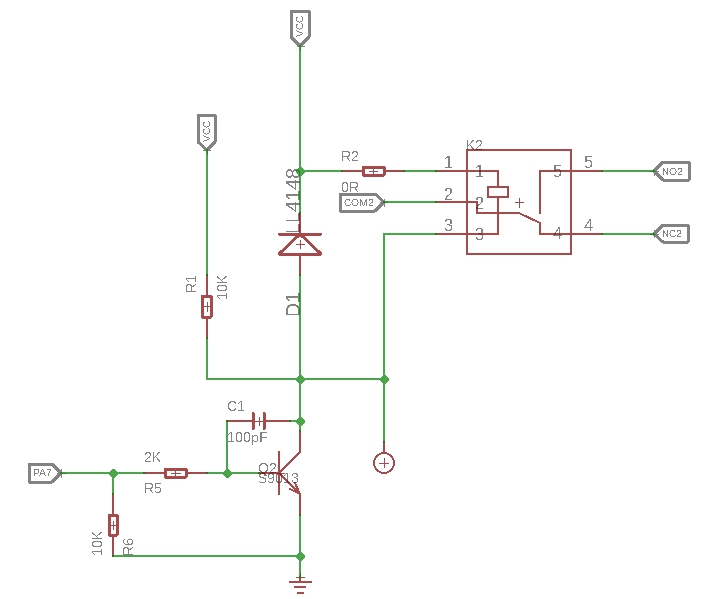 VCC
VCC
K2
R2
1
1
5
5
LL4148
0R
NO2
COM2
2
2
3
3
4
4
NC2
R1
10K
D1
C1
100pF
2K
Q2
S9013
PA7
R5
10K
R6